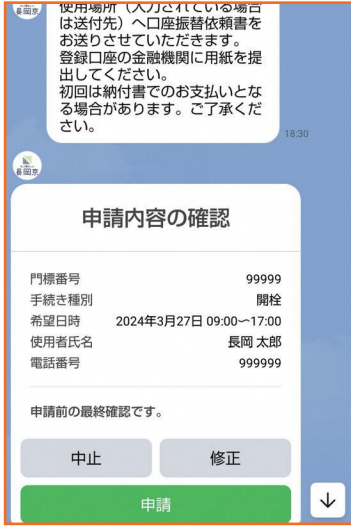 使用場所（入力されている場合
は送付先）へ口座振替依頼書を
お送りさせていただきます。
登録口座の金融機関に用紙を提
出してください。
初回は納付書でのお支払いとな
る場合があります。ご了承くだ
さい。
18:30
長岡京
申請内容の確認
門標番号 99999
手続き種別 開栓
希望日時 2024年3月27日 09:00〜17:00
使用者氏名 長岡 太郎
電話番号 999999
申請前の最終確認です。
中止 修正
申請